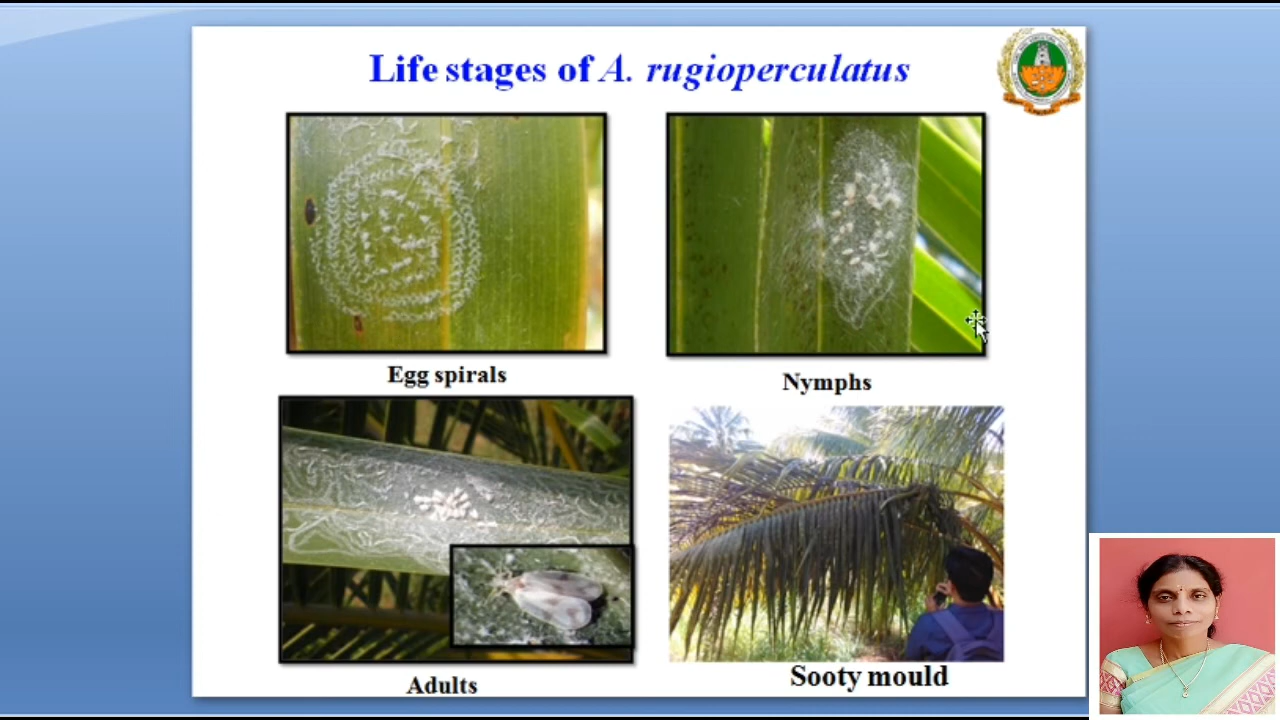 Life stages of A. rugioperculatus
Egg spirals
Nymphs
Adults
Sooty mould